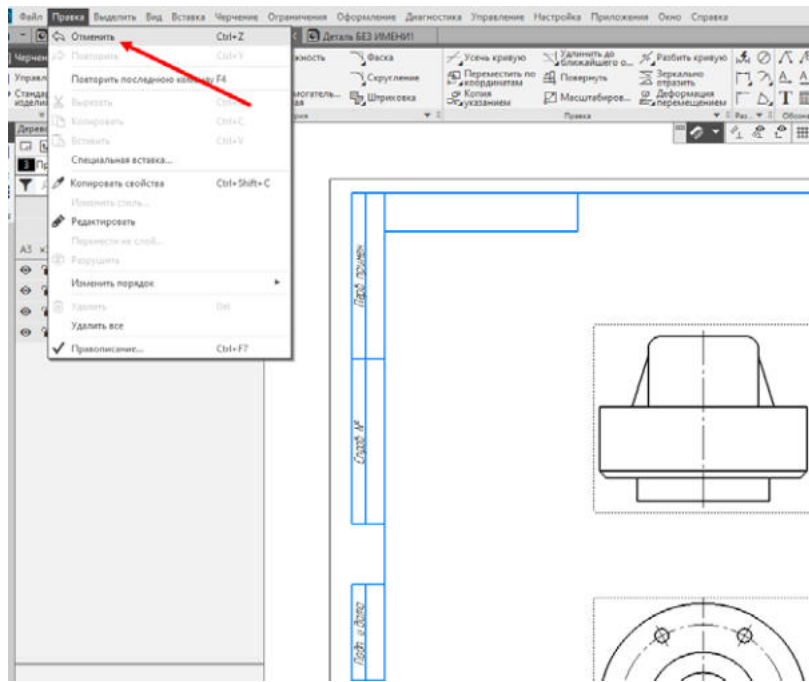 Файл Правка Выделить Вид Вставка Черчение Ограничения Оформление Диагностика Управление Настройка Приложения Окно Справка
Деталь БЕЗ ИМЕНИ1
Отменить Ctrl+Z
Повторить Ctrl+Y
Повторить последнюю команду F4
Вырезать
Копировать Ctrl+C
Вставить Ctrl+V
Специальная вставка...
Копировать свойства Ctrl+Shift+C
Изменить стиль...
Редактировать
Перенести на слой...
Разрушить
Изменить порядок
Удалить Del
Удалить все
Правописание... Ctrl+F7
Фаска
Скругление
Штриховка
Усечь кривую
Удлинить до ближайшего о...
Разбить кривую
Переместить по координатам
Повернуть
Зеркально отразить
Копия указанием
Масштабиров...
Деформация перемещением
Правка
Раз...
A3
Перв. примен.
Справ. №
Подп. и дата